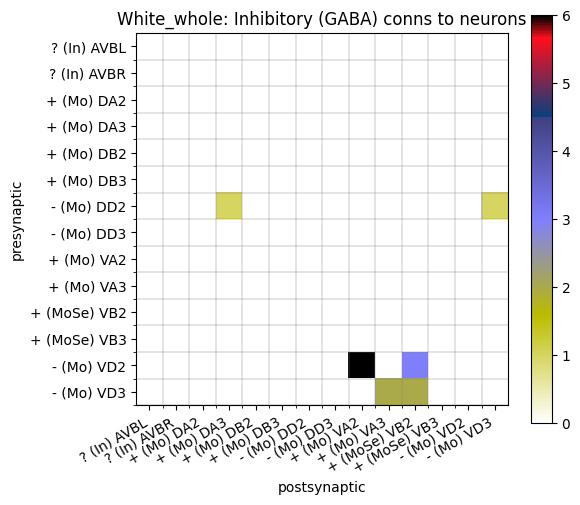 White_whole: Inhibitory (GABA) conns to neurons
presynaptic
? (In) AVBL
? (In) AVBR
+ (Mo) DA2
+ (Mo) DA3
+ (Mo) DB2
+ (Mo) DB3
- (Mo) DD2
- (Mo) DD3
+ (Mo) VA2
+ (Mo) VA3
+ (MoSe) VB2
+ (MoSe) VB3
- (Mo) VD2
- (Mo) VD3
? (In) AVBL
? (In) AVBR
+ (Mo) DA2
+ (Mo) DA3
+ (Mo) DB2
+ (Mo) DB3
- (Mo) DD2
- (Mo) DD3
+ (Mo) VA2
+ (Mo) VA3
+ (MoSe) VB2
+ (MoSe) VB3
- (Mo) VD2
- (Mo) VD3
postsynaptic
6
5
4
3
2
1
0